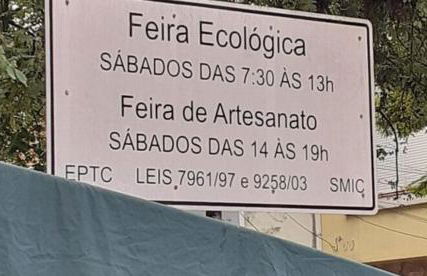 Feira Ecológica
SÁBADOS DAS 7:30 ÀS 13h
Feira de Artesanato
SÁBADOS DAS 14 ÀS 19h
EPTC LEIS 7961/97 e 9258/03 SMIC